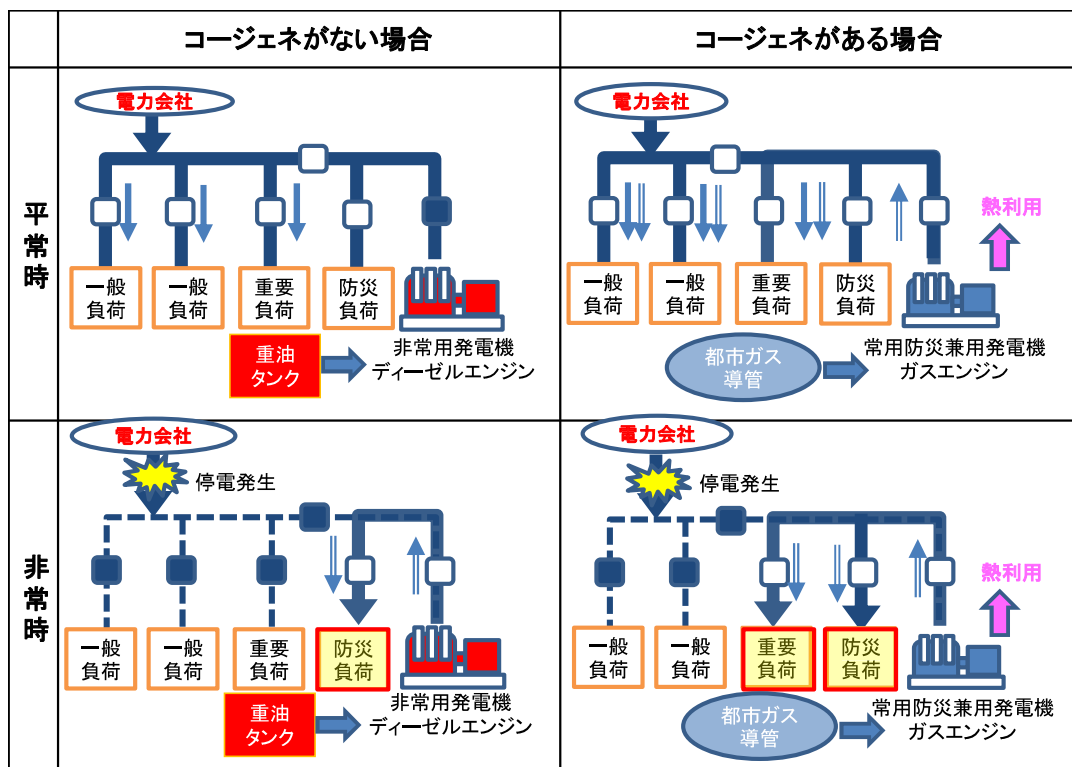 コージェネがない場合
コージェネがある場合
平常時
電力会社
一般
負荷
一般
負荷
重要
負荷
防災
負荷
重油
タンク
非常用発電機
ディーゼルエンジン
電力会社
熱利用
一般
負荷
一般
負荷
重要
負荷
防災
負荷
都市ガス
導管
常用防災兼用発電機
ガスエンジン
非常時
電力会社
停電発生
一般
負荷
一般
負荷
重要
負荷
防災
負荷
重油
タンク
非常用発電機
ディーゼルエンジン
電力会社
停電発生
熱利用
一般
負荷
一般
負荷
重要
負荷
防災
負荷
都市ガス
導管
常用防災兼用発電機
ガスエンジン